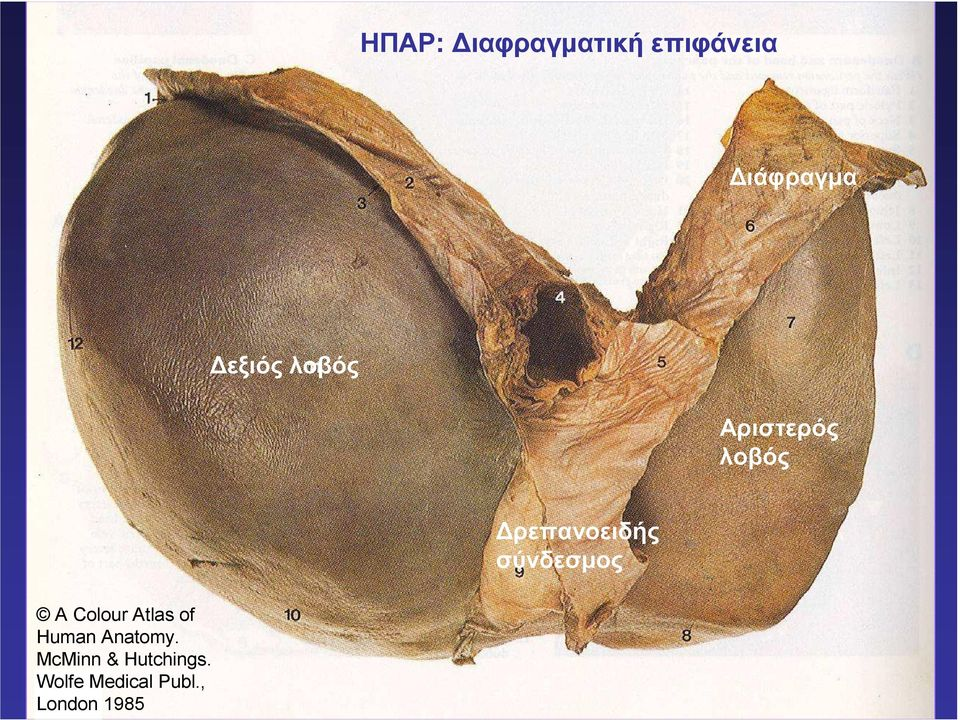 ΗΠΑΡ: Διαφραγματική επιφάνεια
1
2
Διάφραγμα
3
6
4
7
12
5
Δεξιός λοβός
Αριστερός
λοβός
Δρεπανοειδής
σύνδεσμος
9
10
8
© A Colour Atlas of
Human Anatomy.
McMinn & Hutchings.
Wolfe Medical Publ.,
London 1985